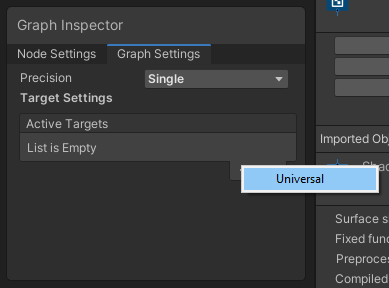 Graph Inspector
Node Settings
Graph Settings
Precision
Single
Target Settings
Active Targets
List is Empty
Universal
Imported Obj
Sha
Surface s
Fixed func
Preproces
Compiled